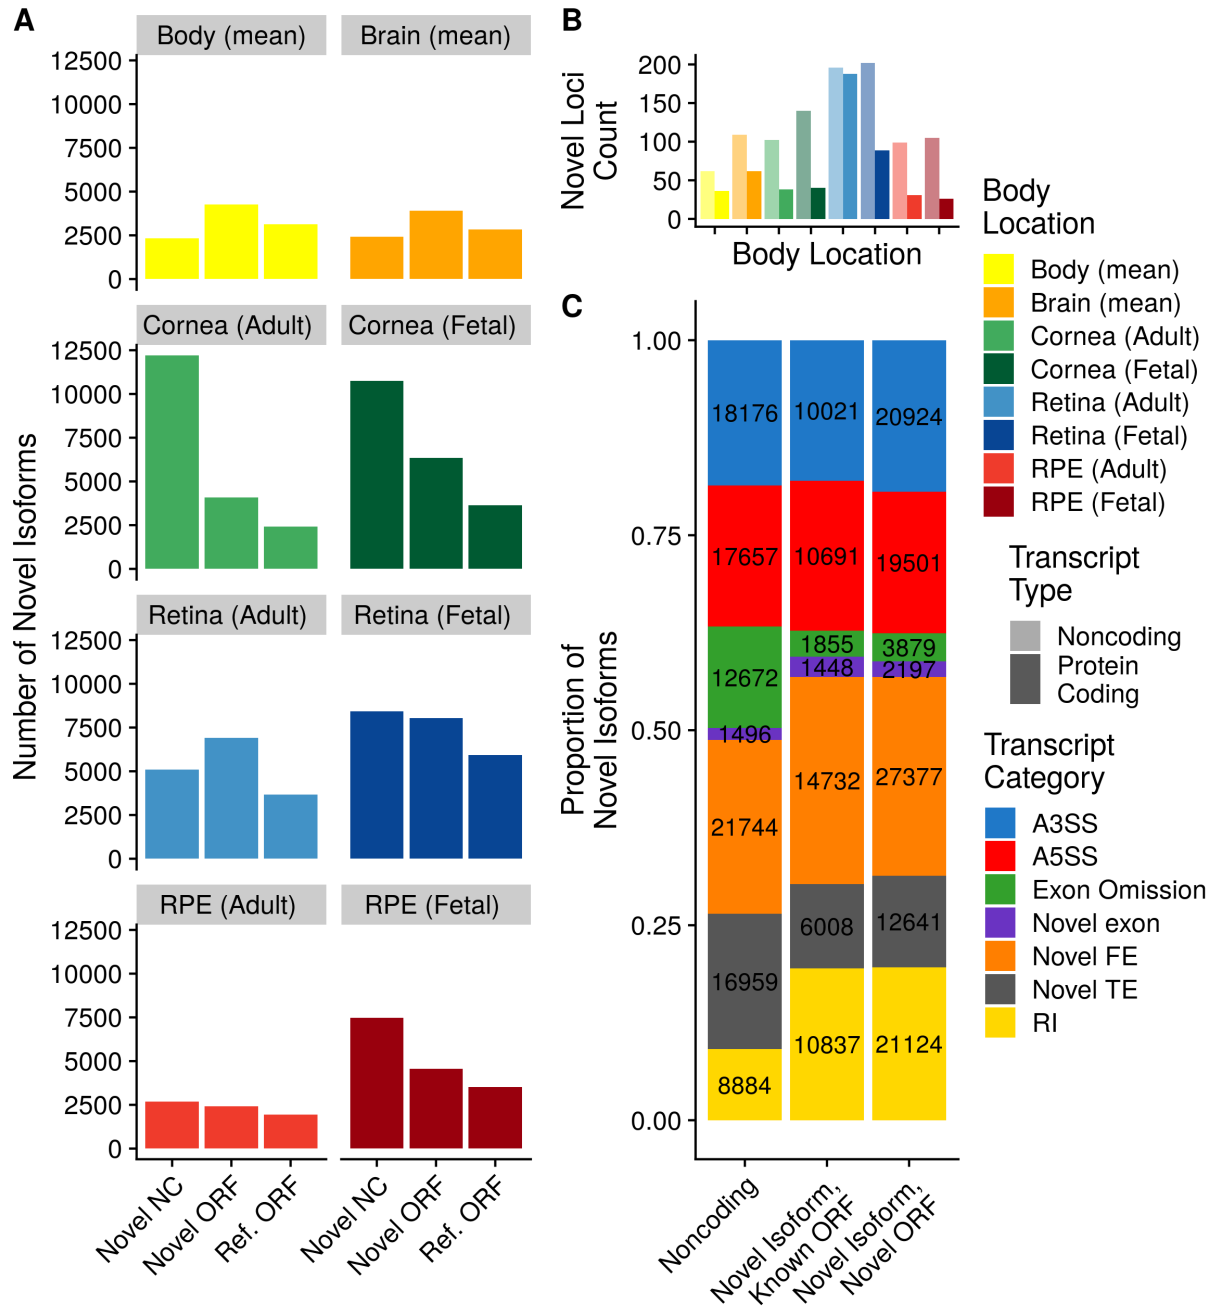 A
Body (mean)
Brain (mean)
12500
10000
7500
5000
2500
0
Cornea (Adult)
Cornea (Fetal)
12500
10000
7500
5000
2500
0
Retina (Adult)
Retina (Fetal)
12500
10000
7500
5000
2500
0
RPE (Adult)
RPE (Fetal)
12500
10000
7500
5000
2500
0
Number of Novel Isoforms
Novel NC
Novel ORF
Ref. ORF
Novel NC
Novel ORF
Ref. ORF
B
Novel Loci
Count
200
150
100
50
0
Body Location
C
Proportion of
Novel Isoforms
1.00
0.75
0.50
0.25
0.00
18176
10021
20924
17657
10691
19501
12672
1855
3879
1496
1448
2197
21744
14732
27377
16959
6008
12641
8884
10837
21124
Noncoding
Novel Isoform,
Known ORF
Novel Isoform,
Novel ORF
Body
Location
Body (mean)
Brain (mean)
Cornea (Adult)
Cornea (Fetal)
Retina (Adult)
Retina (Fetal)
RPE (Adult)
RPE (Fetal)
Transcript
Type
Noncoding
Protein
Coding
Transcript
Category
A3SS
A5SS
Exon Omission
Novel exon
Novel FE
Novel TE
RI